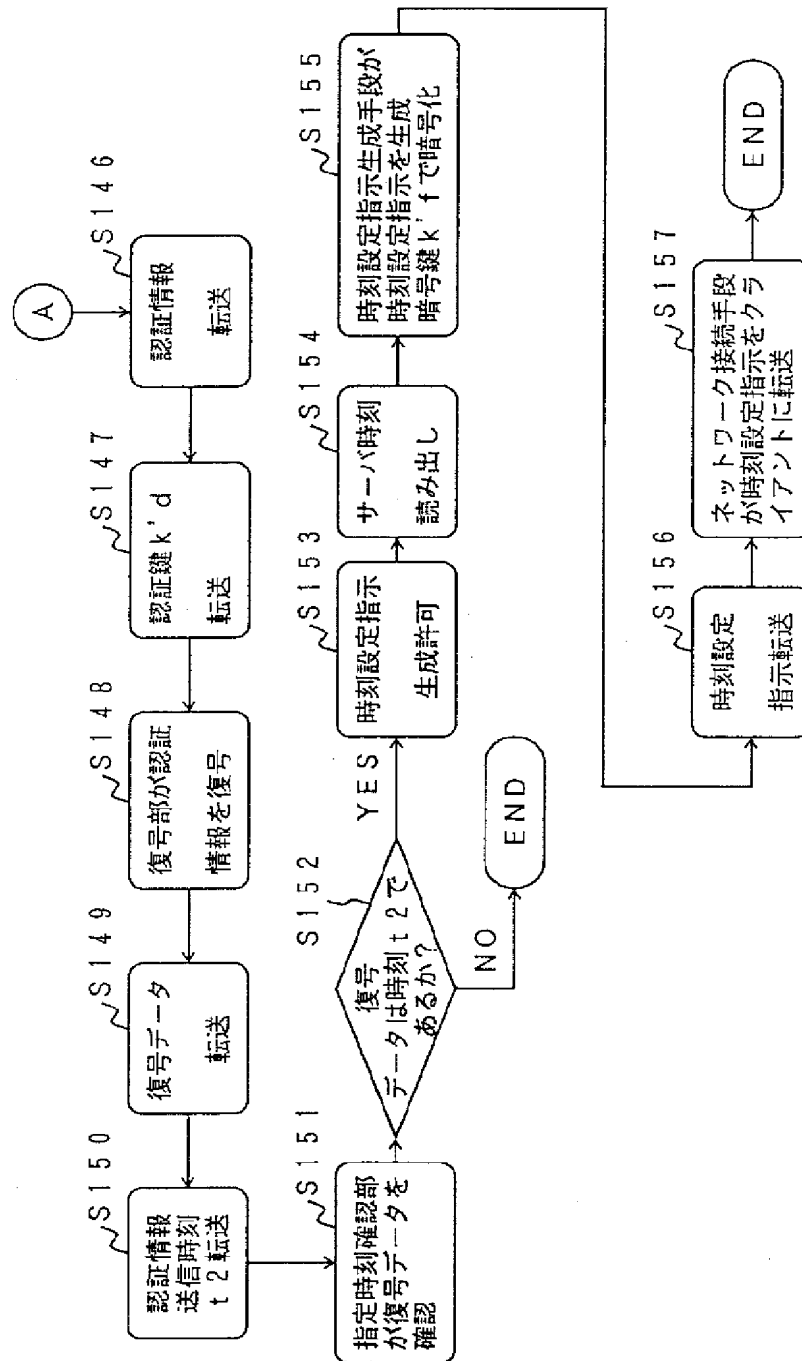 A
S146
認証情報
転送
S147
認証鍵k'd
転送
S148
復号部が認証
情報を復号
S149
復号データ
転送
S150
認証情報
送信時刻
t2転送
S151
指定時刻確認部
が復号データを
確認
S152
復号
データは時刻t2で
あるか?
YES
NO
END
S153
時刻設定指示
生成許可
S154
サーバ時刻
読み出し
S155
時刻設定指示生成手段が
時刻設定指示を生成
暗号鍵k'fで暗号化
S156
時刻設定
指示転送
S157
ネットワーク接続手段
が時刻設定指示をクラ
イアントに転送
END